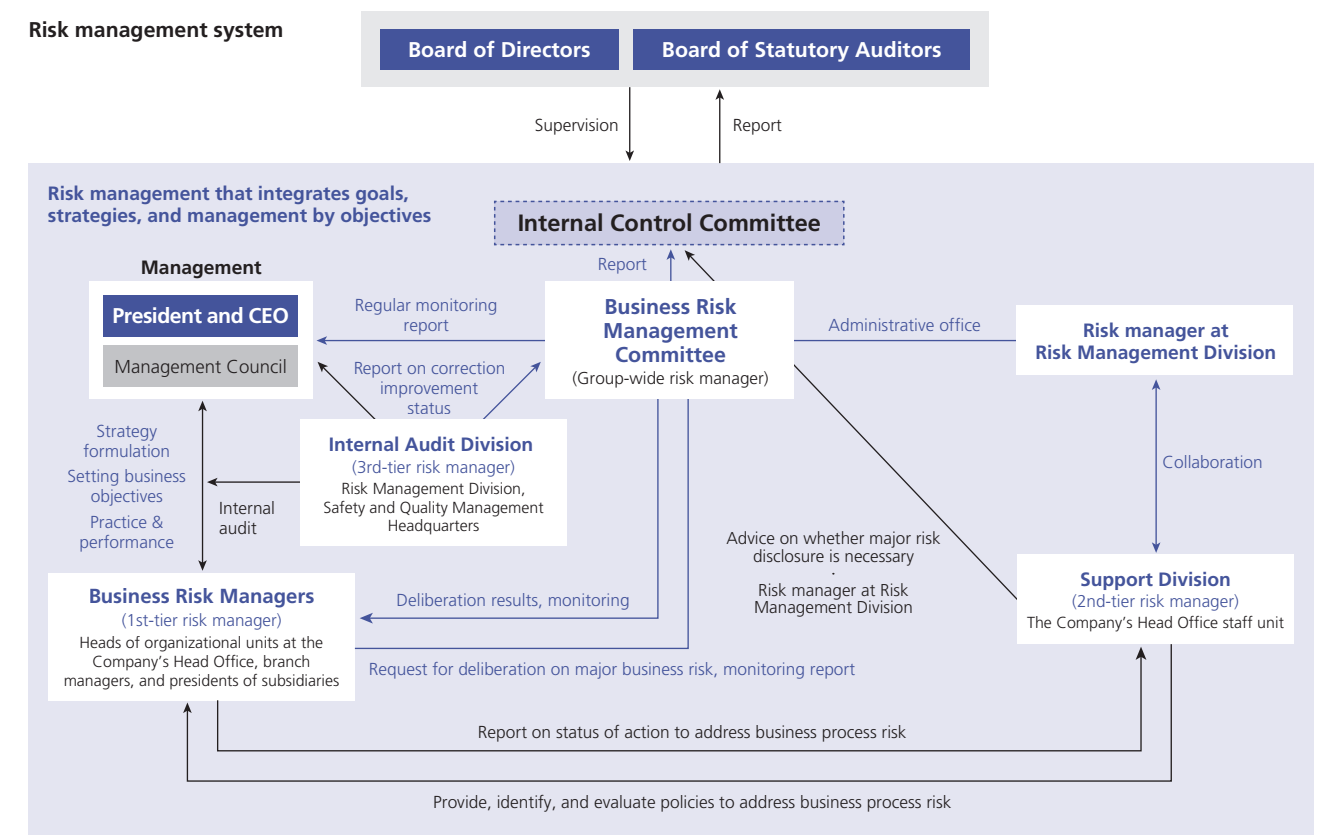 Risk management system
Board of Directors
Board of Statutory Auditors
Supervision
Report
Risk management that integrates goals,
strategies, and management by objectives
Internal Control Committee
Management
President and CEO
Management Council
Report
Regular monitoring
report
Business Risk
Management
Committee
(Group-wide risk manager)
Administrative office
Risk manager at
Risk Management Division
Report on correction
improvement
status
Strategy
formulation
Setting business
objectives
Practice &
performance
Internal
audit
Internal Audit Division
(3rd-tier risk manager)
Risk Management Division,
Safety and Quality Management
Headquarters
Collaboration
Advice on whether major risk
disclosure is necessary
·
Risk manager at Risk
Management Division
Support Division
(2nd-tier risk manager)
The Company’s Head Office staff unit
Business Risk Managers
(1st-tier risk manager)
Heads of organizational units at the
Company’s Head Office, branch
managers, and presidents of subsidiaries
Deliberation results, monitoring
Request for deliberation on major business risk, monitoring report
Report on status of action to address business process risk
Provide, identify, and evaluate policies to address business process risk